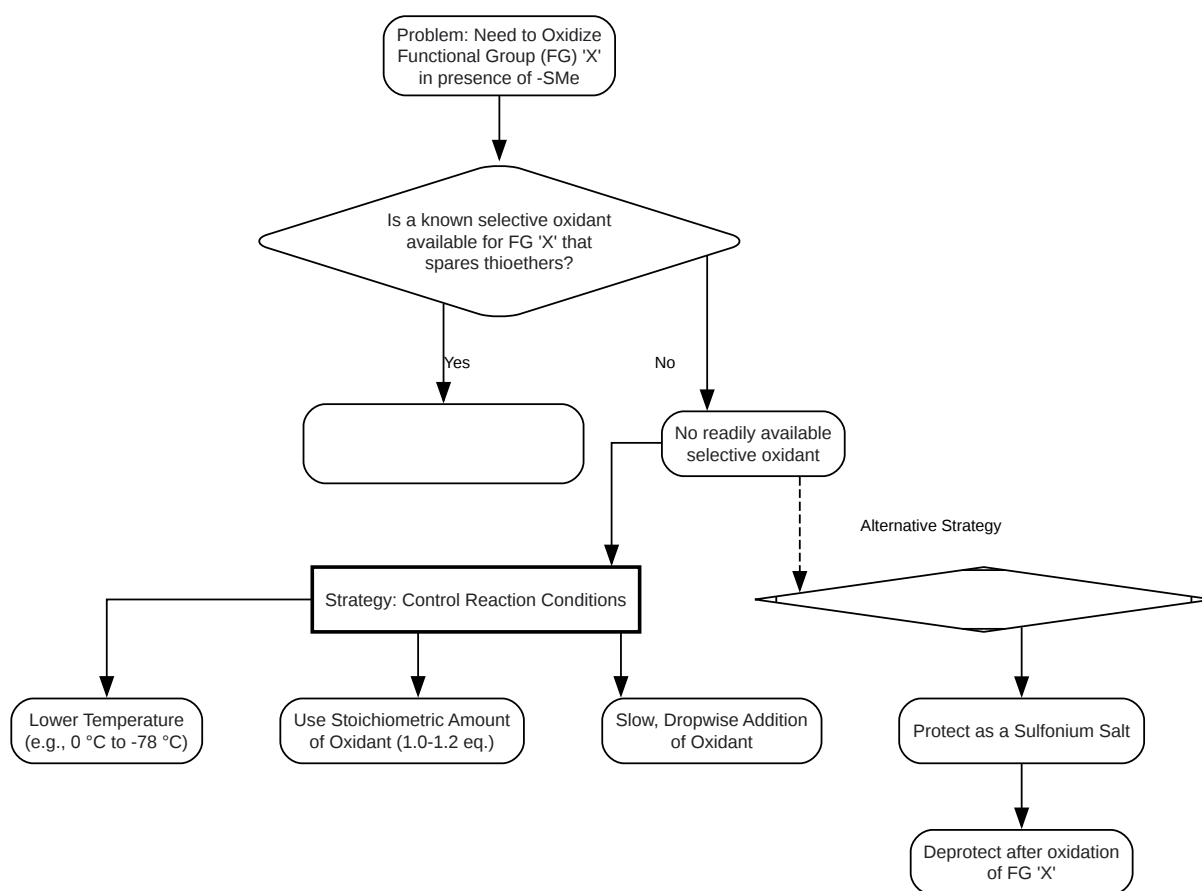 Problem: Need to Oxidize
Functional Group (FG) 'X'
in presence of -SMe
Is a known selective oxidant
available for FG 'X' that
spares thioethers?
Yes
No
No readily available
selective oxidant
Alternative Strategy
Strategy: Control Reaction Conditions
Lower Temperature
(e.g., 0 °C to -78 °C)
Use Stoichiometric Amount
of Oxidant (1.0-1.2 eq.)
Slow, Dropwise Addition
of Oxidant
Protect as a Sulfonium Salt
Deprotect after oxidation
of FG 'X'